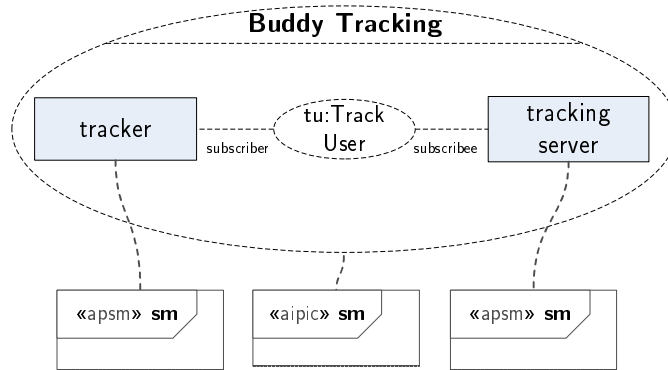 Buddy Tracking
tracker
subscriber
tu:Track
User
subscribee
tracking
server
«apsm» sm
«aipic» sm
«apsm» sm